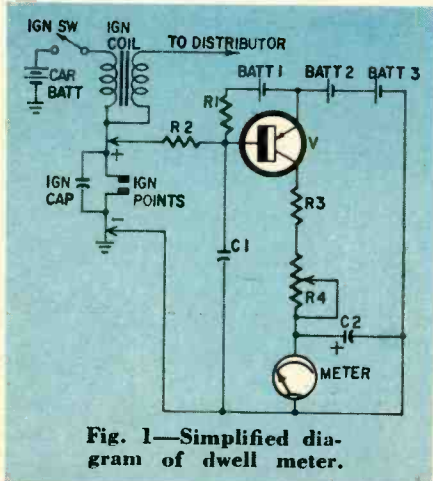 IGN SW
IGN
COIL
TO DISTRIBUTOR
CAR
BATT
BATT 1
BATT 2
BATT 3
R1
R2
V
+
IGN
CAP
IGN
POINTS
-
R3
C1
R4
C2
+
METER
Fig. 1—Simplified dia-
gram of dwell meter.